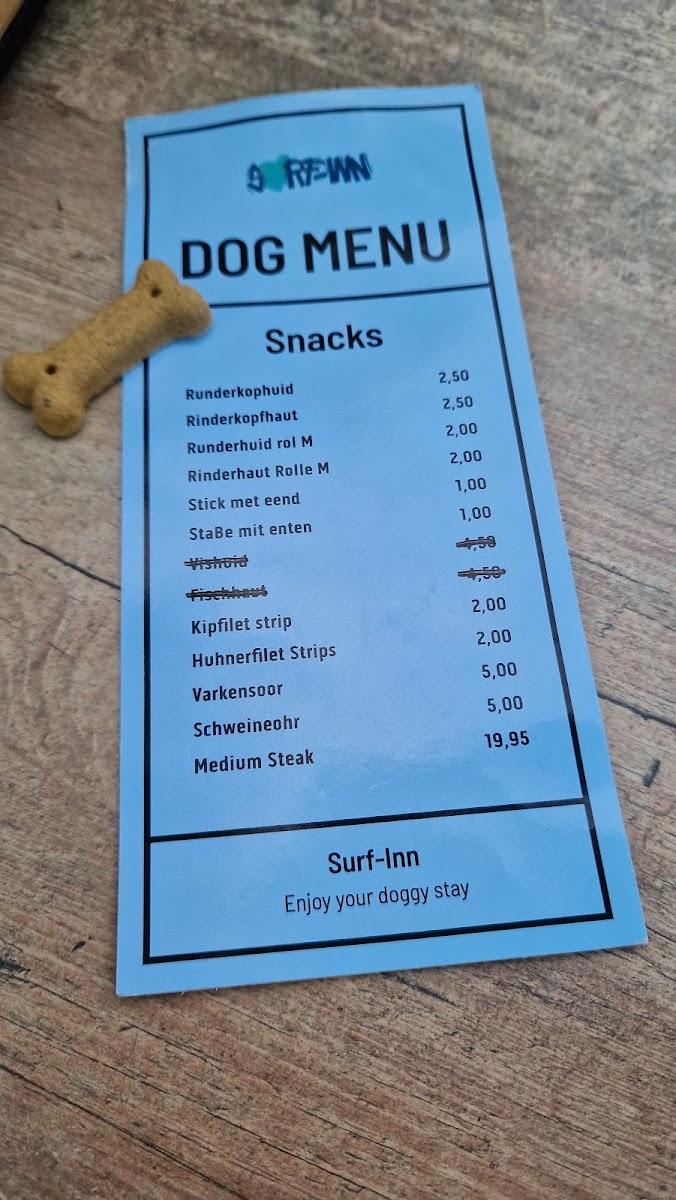 SURF-INN
DOG MENU
Snacks
Runderkophuid 2,50
Rinderkopfhaut 2,50
Runderhuid rol M 2,00
Rinderhaut Rolle M 2,00
Stick met eend 1,00
StaBe mit enten 1,00
Vishuid 4,50
Fischhaut 4,50
Kipfilet strip 2,00
Huhnerfilet Strips 2,00
Varkensoor 5,00
Schweineohr 5,00
Medium Steak 19,95
Surf-Inn
Enjoy your doggy stay